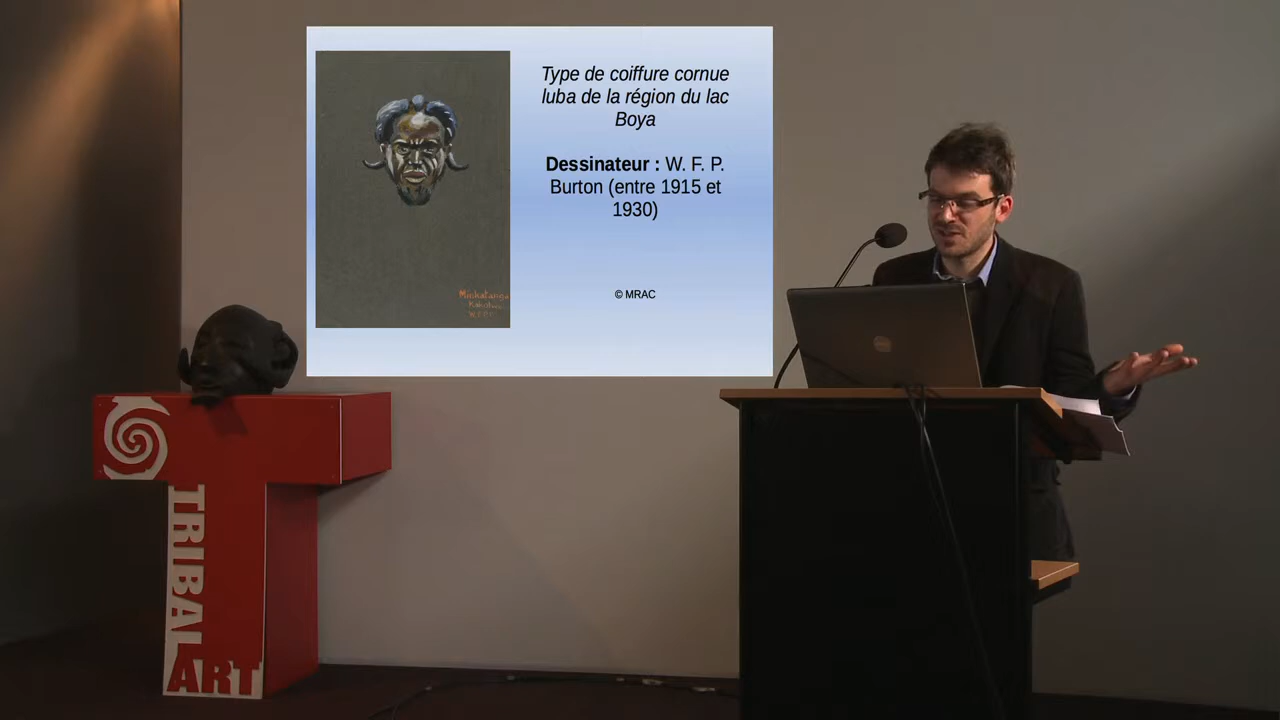 Type de coiffure cornue
luba de la région du lac
Boya
Dessinateur : W. F. P.
Burton (entre 1915 et
1930)
© MRAC
TRIBAL
ART